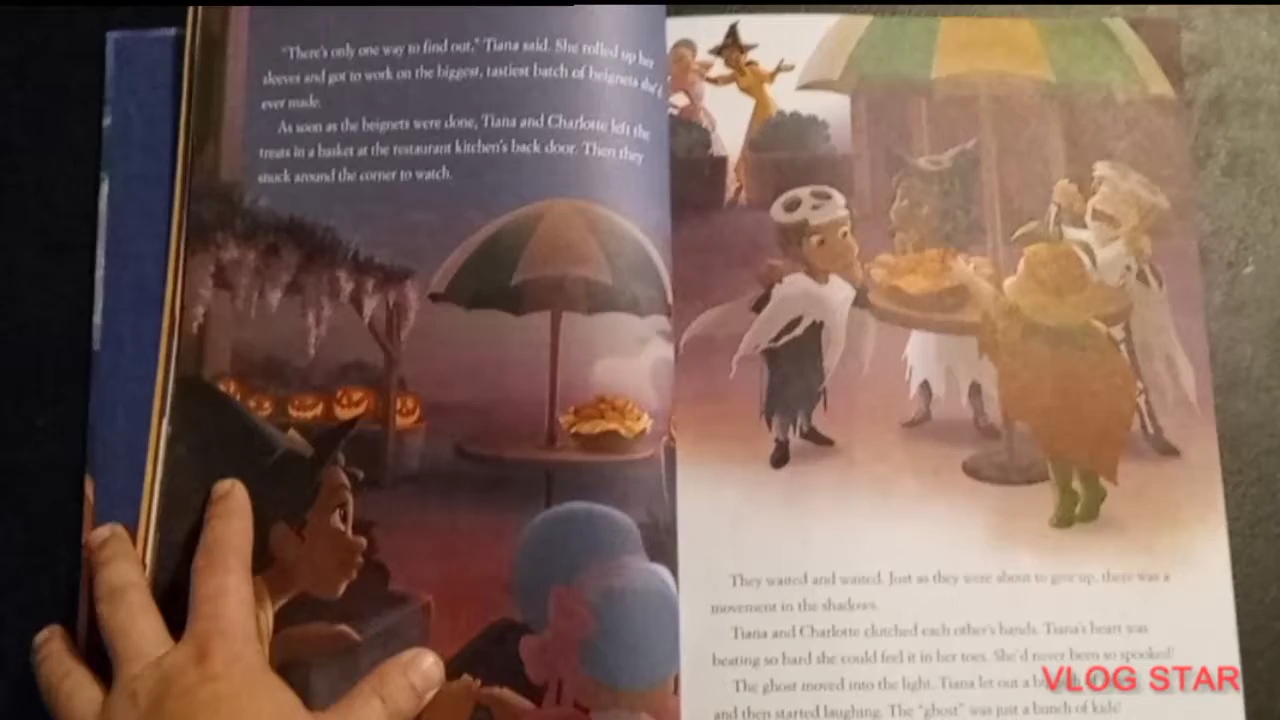 "There's only one way to find out," Tiana said. She rolled up her
sleeves and got to work on the biggest, tastiest batch of beignets she'd
ever made.
As soon as the beignets were done, Tiana and Charlotte left the
treats in a basket at the restaurant kitchen's back door. Then they
snuck around the corner to watch.
They waited and waited. Just as they were about to give up, there was a
movement in the shadows.
Tiana and Charlotte clutched each other's hands. Tiana's heart was
beating so hard she could feel it in her toes. She'd never been so spooked!
The ghost moved into the light. Tiana let out a
and then started laughing. The "ghost" was just a bunch of kids!
VLOG STAR